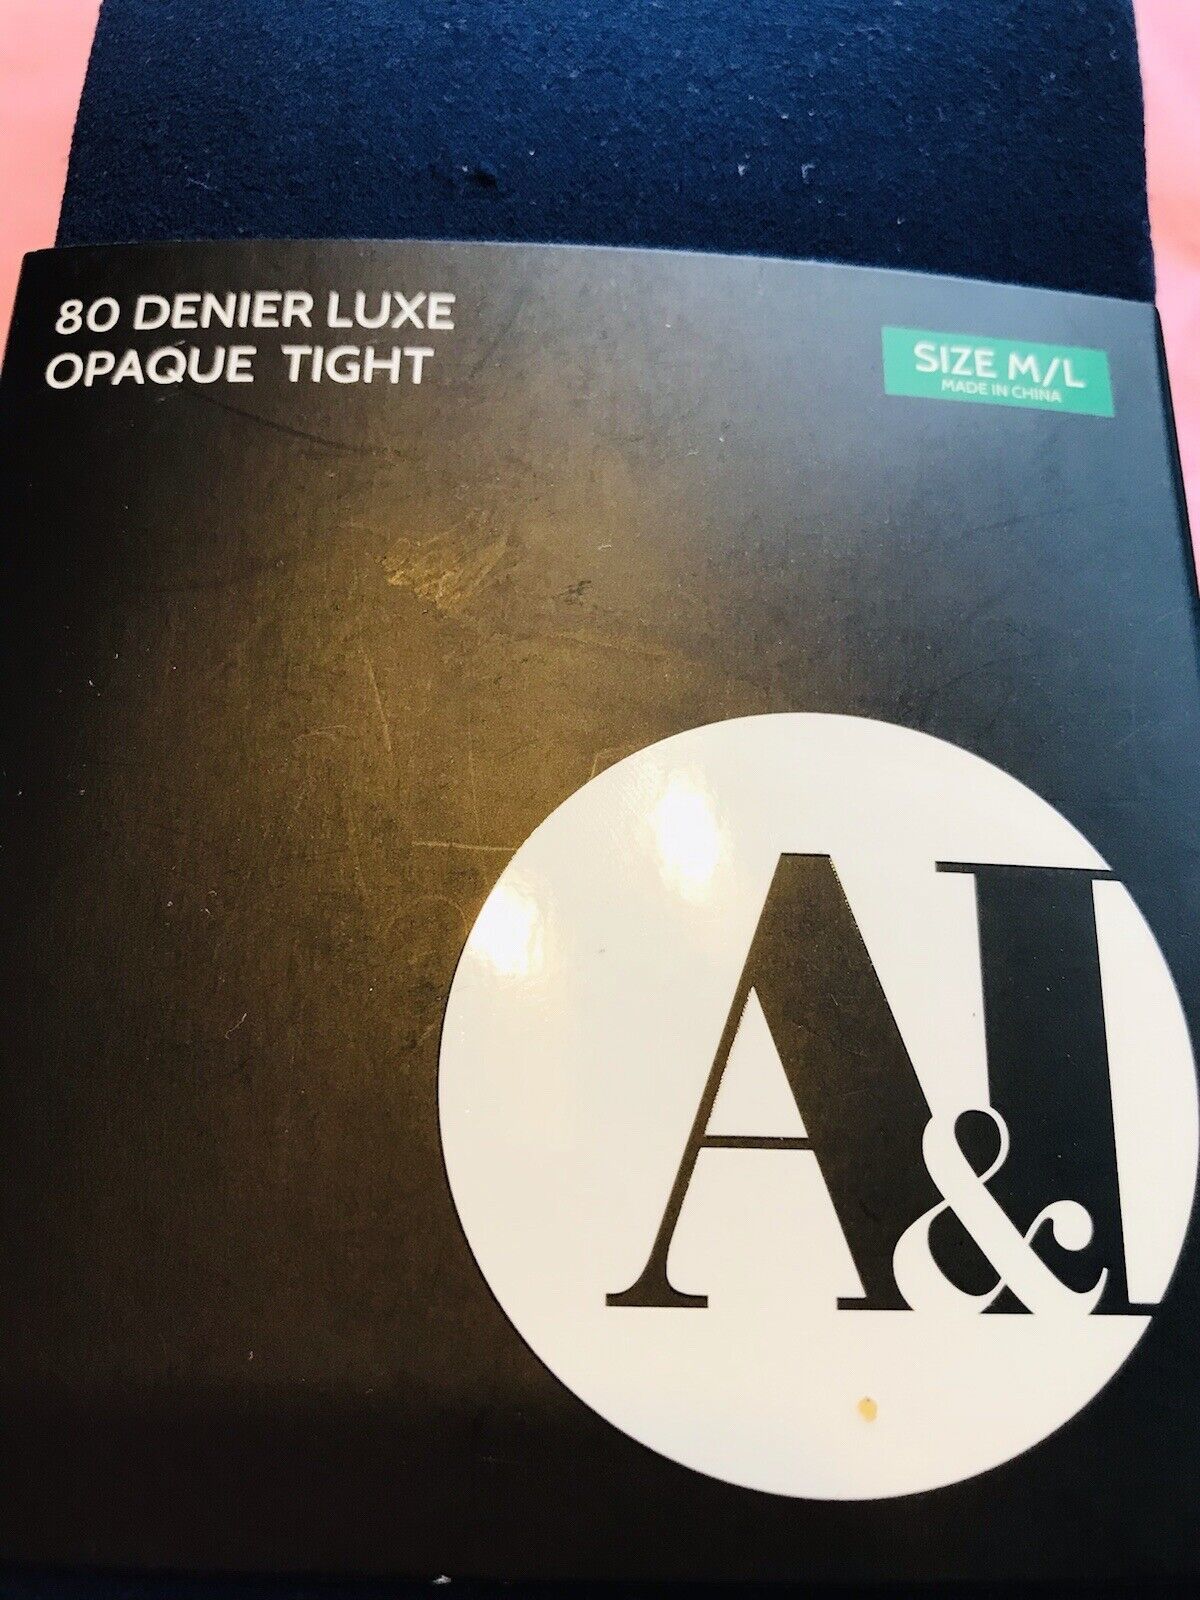 80 DENIER LUXE
OPAQUE TIGHT
SIZE M/L
MADE IN CHINA
A&I